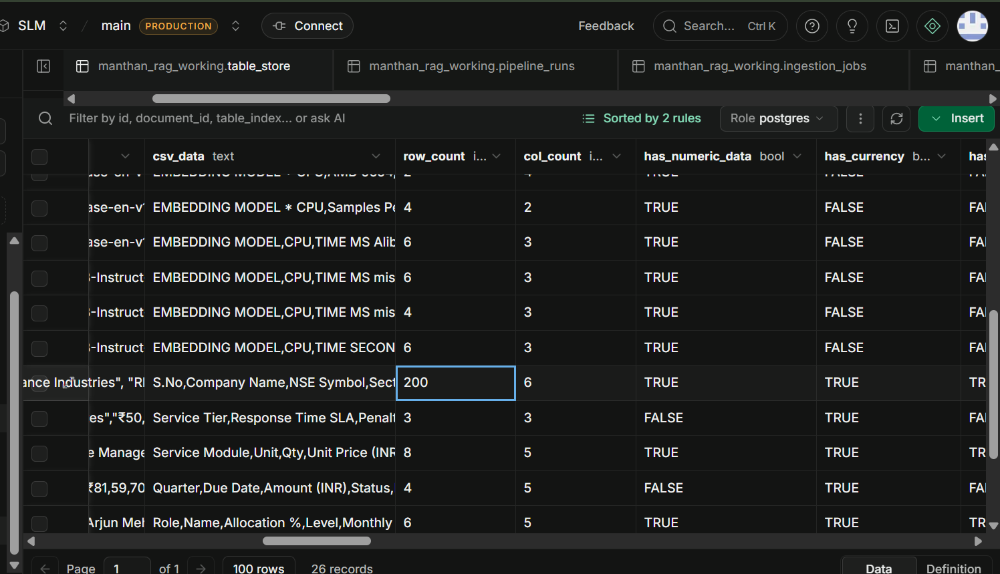 SLM / main PRODUCTION Connect Feedback Search... Ctrl K
manthan_rag_working.table_store manthan_rag_working.pipeline_runs manthan_rag_working.ingestion_jobs manthan_
Filter by id, document_id, table_index... or ask AI Sorted by 2 rules Role postgres Insert
csv_data text row_count i... col_count i... has_numeric_data bool has_currency b... has
ase-en-v1 EMBEDDING MODEL * CPU,Samples Pe 4 2 TRUE FALSE FA
ase-en-v1 EMBEDDING MODEL,CPU,TIME MS Alib 6 3 TRUE FALSE FA
3-Instruct- EMBEDDING MODEL,CPU,TIME MS mis 6 3 TRUE FALSE FA
3-Instruct- EMBEDDING MODEL,CPU,TIME MS mis 4 3 TRUE FALSE FA
3-Instruct- EMBEDDING MODEL,CPU,TIME SECON 6 3 TRUE FALSE FA
ance Industries", "RI S.No,Company Name,NSE Symbol,Sect 200 6 TRUE TRUE TR
es","₹50, Service Tier,Response Time SLA,Penalt 3 3 FALSE TRUE FA
e Manage Service Module,Unit,Qty,Unit Price (INR 8 5 TRUE TRUE TR
₹81,59,70 Quarter,Due Date,Amount (INR),Status, 4 5 FALSE TRUE FA
Arjun Meh Role,Name,Allocation %,Level,Monthly 6 5 TRUE TRUE TR
Page 1 of 1 100 rows 26 records Data Definition